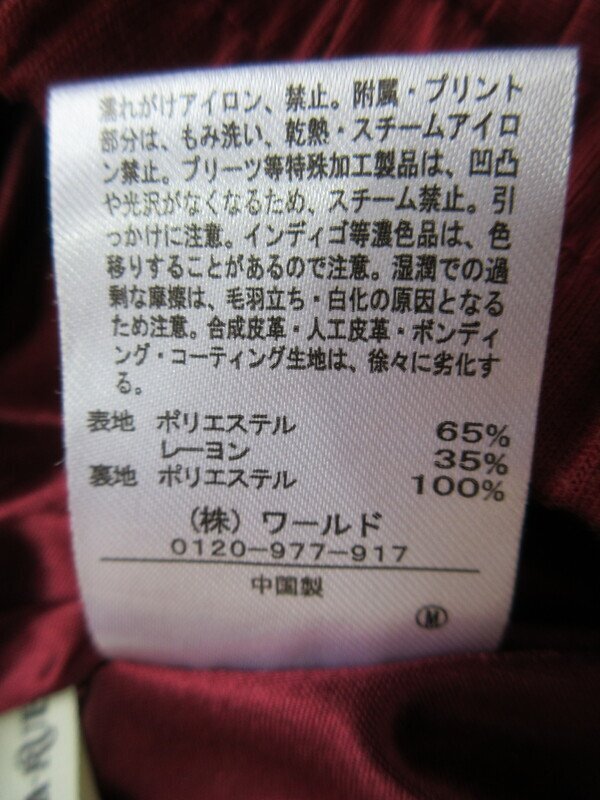 濡れがけアイロン、禁止。附属・プリント
部分は、もみ洗い、乾熱・スチームアイロ
ン禁止。プリーツ等特殊加工製品は、凹凸
や光沢がなくなるため、スチーム禁止。引
っかけに注意。インディゴ等濃色品は、色
移りすることがあるので注意。湿潤での過
剰な摩擦は、毛羽立ち・白化の原因となる
ため注意。合成皮革・人工皮革・ボンディ
ング・コーティング生地は、徐々に劣化す
る。
表地 ポリエステル 65%
レーヨン 35%
裏地 ポリエステル 100%
(株) ワールド
0120-977-917
中国製
Ⓜ